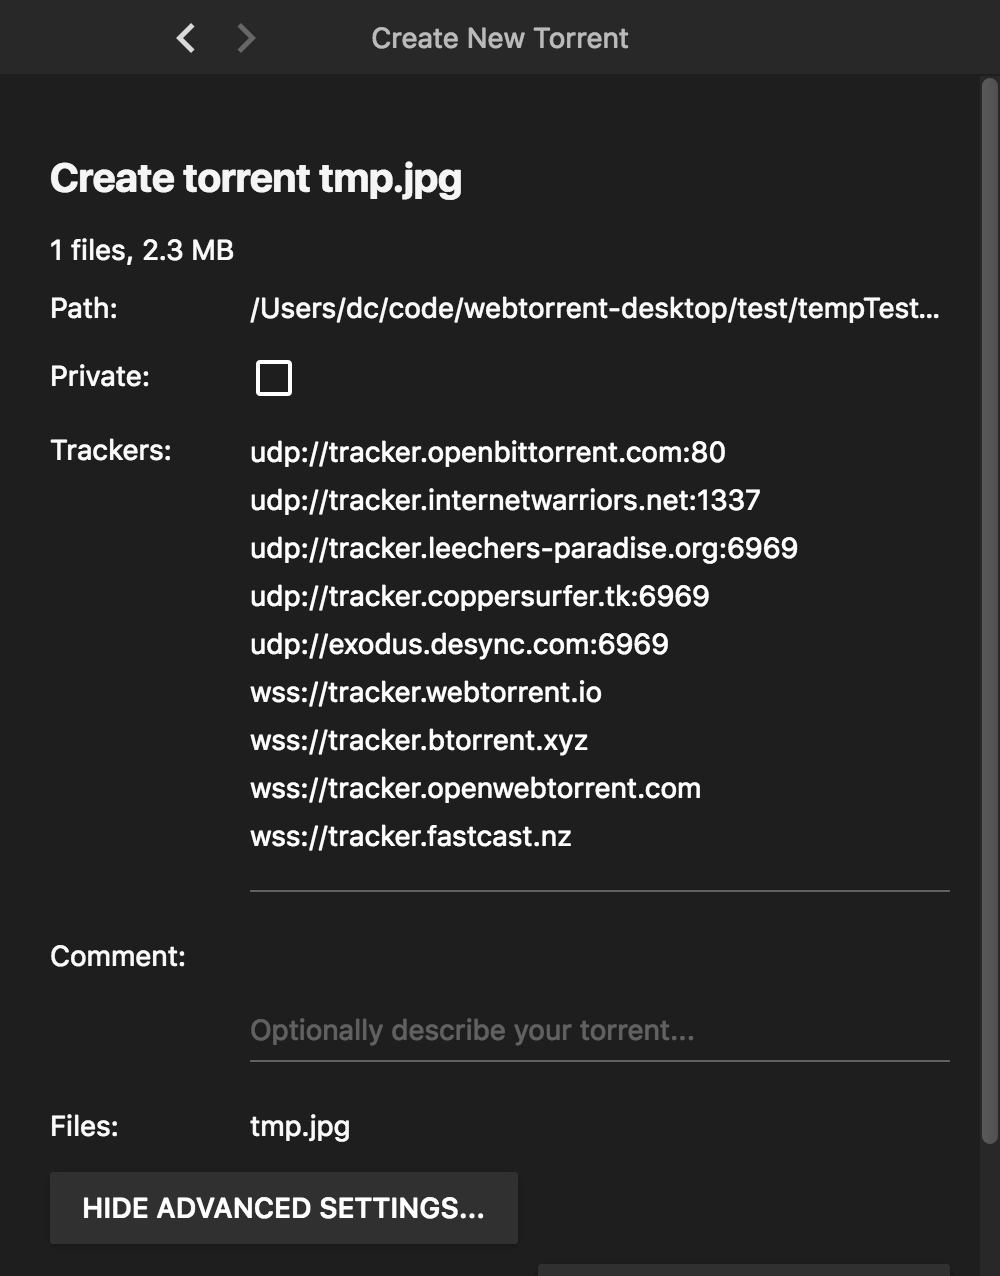 Create New Torrent
Create torrent tmp.jpg
1 files, 2.3 MB
Path: /Users/dc/code/webtorrent-desktop/test/tempTest...
Private:
Trackers: udp://tracker.openbittorrent.com:80
udp://tracker.internetwarriors.net:1337
udp://tracker.leechers-paradise.org:6969
udp://tracker.coppersurfer.tk:6969
udp://exodus.desync.com:6969
wss://tracker.webtorrent.io
wss://tracker.btorrent.xyz
wss://tracker.openwebtorrent.com
wss://tracker.fastcast.nz
Comment:
Optionally describe your torrent...
Files: tmp.jpg
HIDE ADVANCED SETTINGS...